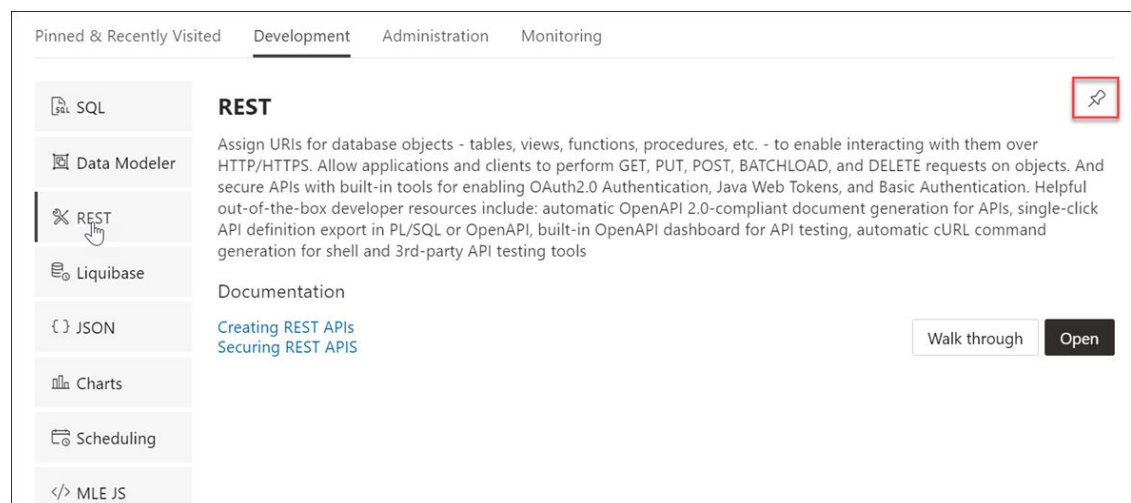 Pinned & Recently Visited Development Administration Monitoring
SQL
Data Modeler
REST
Liquibase
{ } JSON
Charts
Scheduling
</> MLE JS
REST
Assign URIs for database objects - tables, views, functions, procedures, etc. - to enable interacting with them over
HTTP/HTTPS. Allow applications and clients to perform GET, PUT, POST, BATCHLOAD, and DELETE requests on objects. And
secure APIs with built-in tools for enabling OAuth2.0 Authentication, Java Web Tokens, and Basic Authentication. Helpful
out-of-the-box developer resources include: automatic OpenAPI 2.0-compliant document generation for APIs, single-click
API definition export in PL/SQL or OpenAPI, built-in OpenAPI dashboard for API testing, automatic cURL command
generation for shell and 3rd-party API testing tools
Documentation
Creating REST APIs
Securing REST APIS
Walk through Open